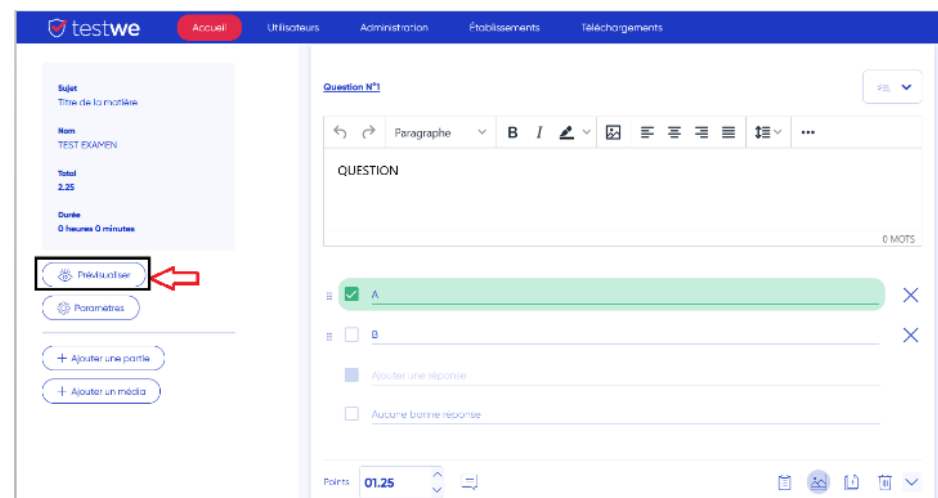 testwe Accueil Utilisateurs Administration Établissements Téléchargements
Sujet
Titre de la matière
Nom
TEST EXAMEN
Total
2.25
Durée
0 heures 0 minutes
Prévisualiser
Paramètres
+ Ajouter une partie
+ Ajouter un média
Question N°1
Paragraphe B I
QUESTION
0 MOTS
A
B
Ajouter une réponse
Aucune bonne réponse
Points 01.25